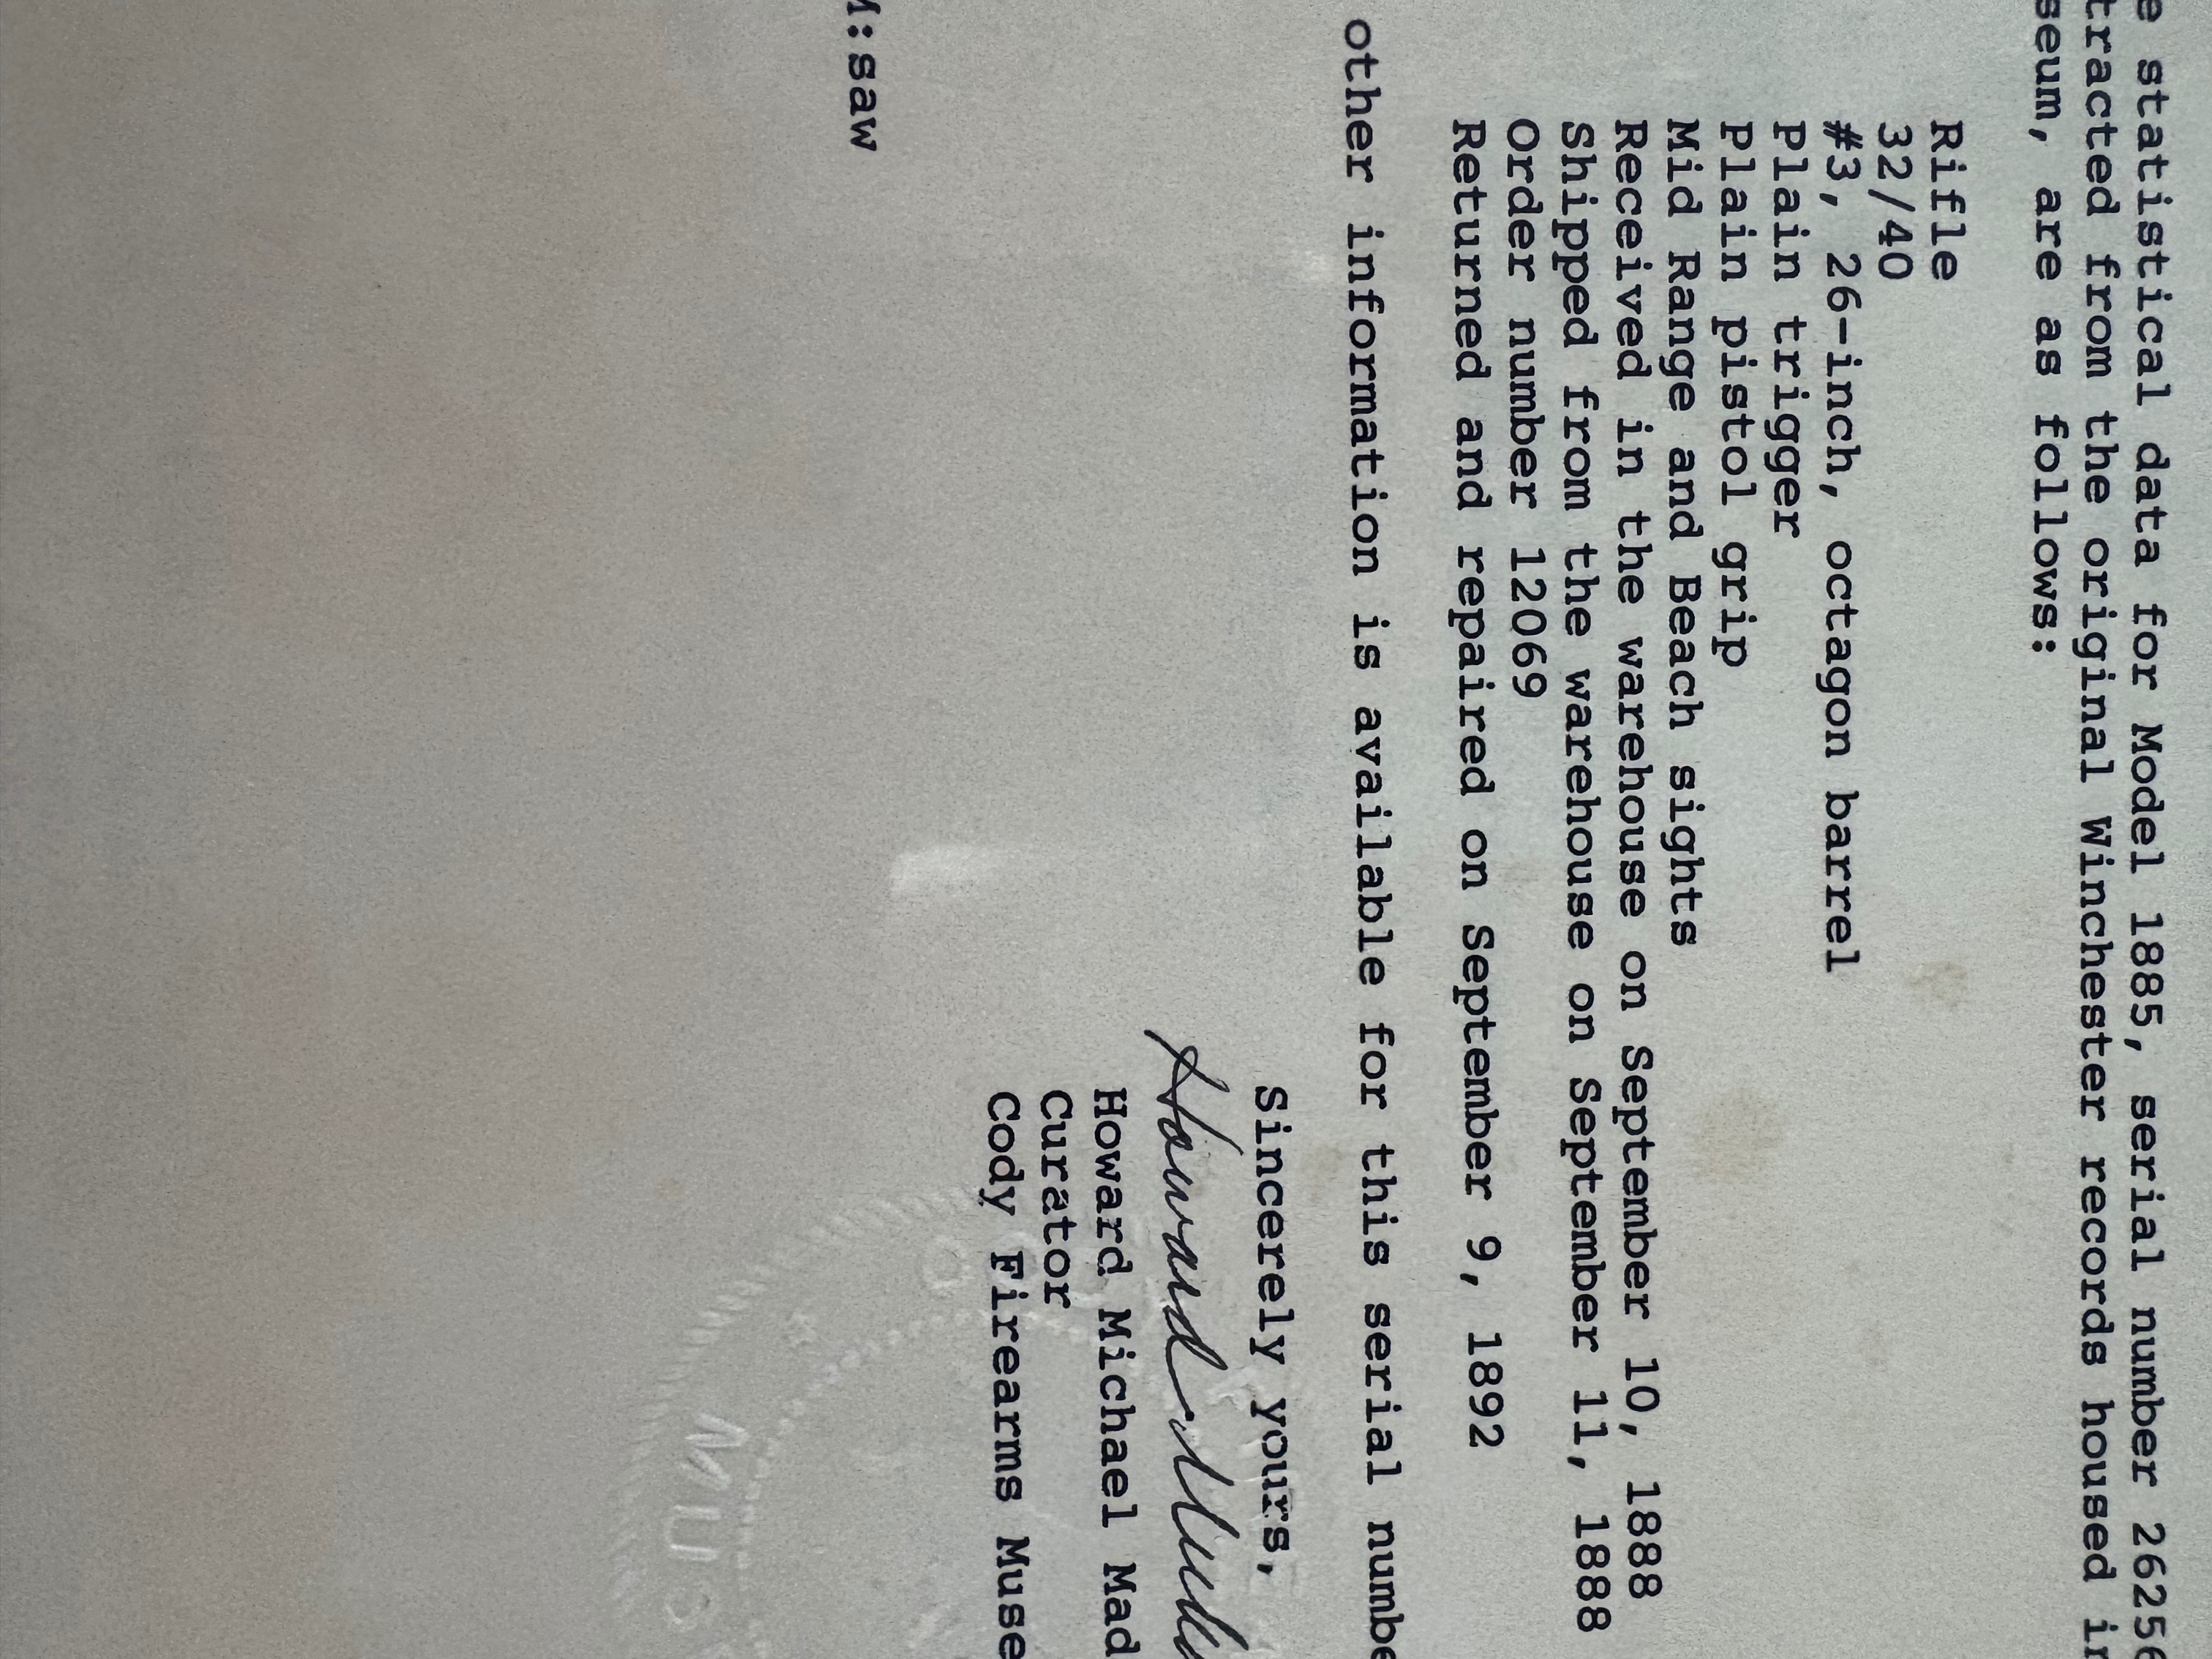 e statistical data for Model 1885, serial number 26256
tracted from the original Winchester records housed in
seum, are as follows:
Rifle
32/40
#3, 26-inch, octagon barrel
Plain trigger
Plain pistol grip
Mid Range and Beach sights
Received in the warehouse on September 10, 1888
Shipped from the warehouse on September 11, 1888
Order number 12069
Returned and repaired on September 9, 1892
other information is available for this serial numbe
Sincerely yours,
Howard Michael Mad
Curator
Cody Firearms Muse
M:saw
MUS